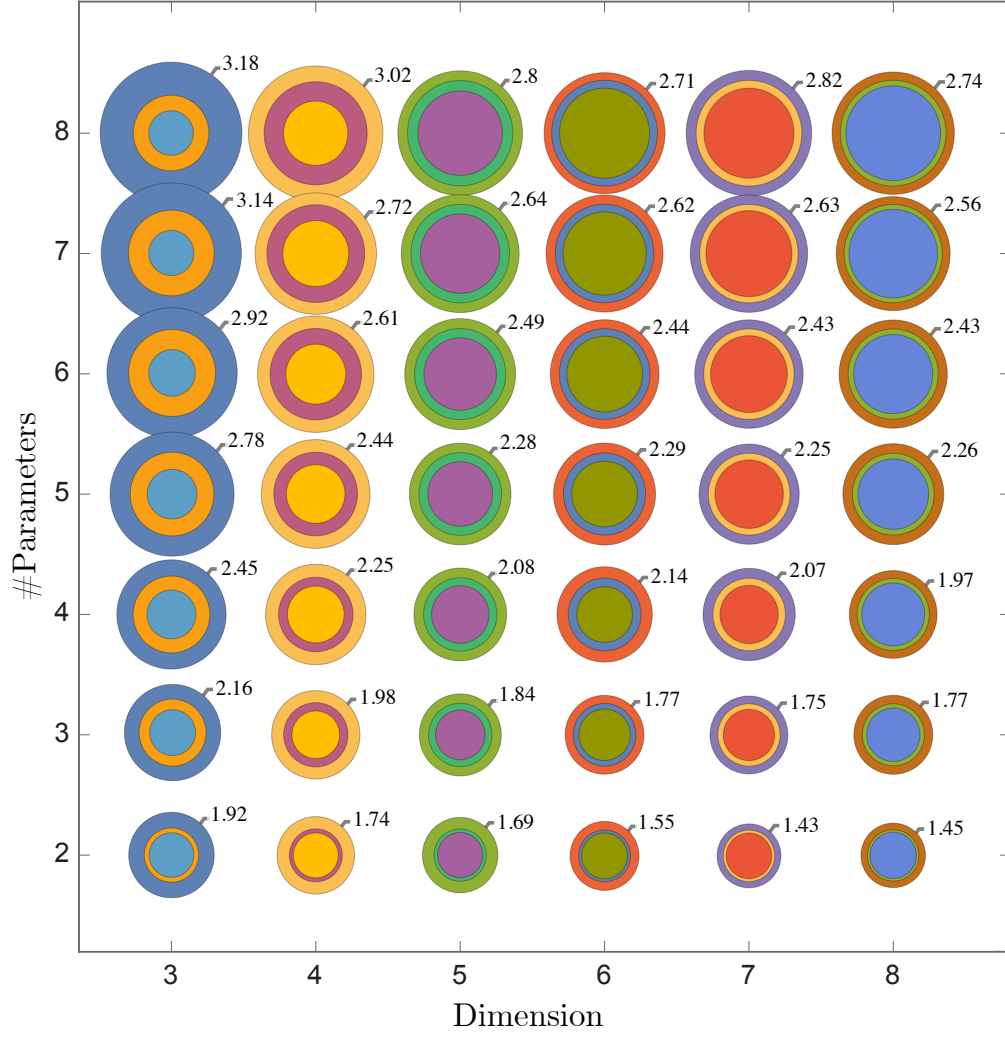 3.18 3.02 2.8 2.71 2.82 2.74
8
3.14 2.72 2.64 2.62 2.63 2.56
7
2.92 2.61 2.49 2.44 2.43 2.43
6
2.78 2.44 2.28 2.29 2.25 2.26
5
2.45 2.25 2.08 2.14 2.07 1.97
4
2.16 1.98 1.84 1.77 1.75 1.77
3
1.92 1.74 1.69 1.55 1.43 1.45
2
#Parameters
3 4 5 6 7 8
Dimension